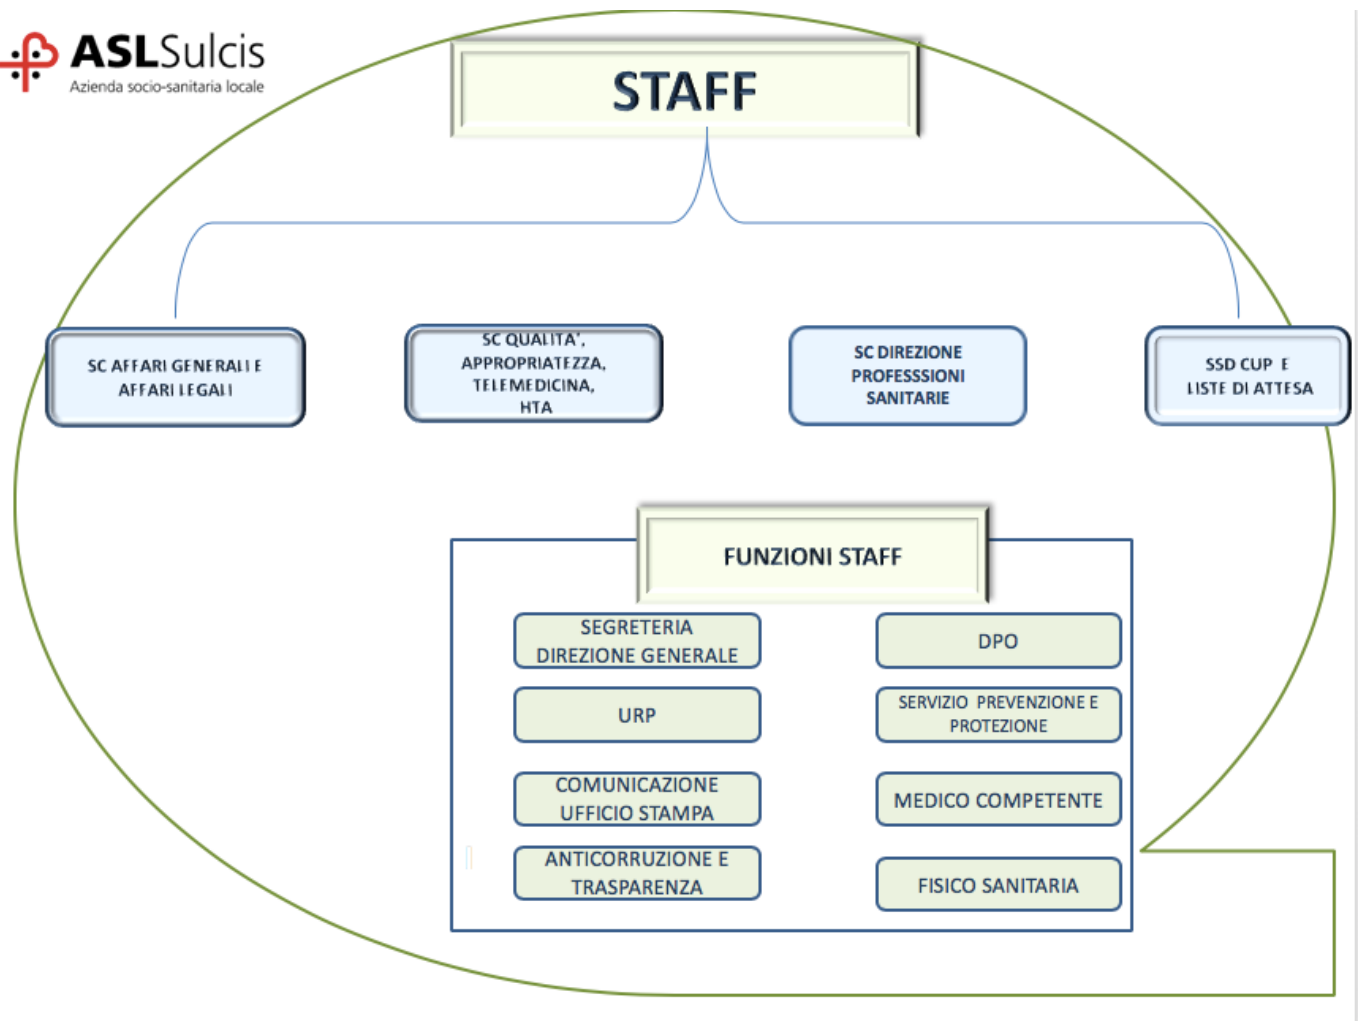 ASLSulcis
Azienda socio-sanitaria locale
STAFF
SC AFFARI GENERALI E
AFFARI LEGALI
SC QUALITA',
APPROPRIATEZZA,
TELEMEDICINA,
HTA
SC DIREZIONE
PROFESSSIONI
SANITARIE
SSD CUP E
LISTE DI ATTESA
FUNZIONI STAFF
SEGRETERIA
DIREZIONE GENERALE
DPO
URP
SERVIZIO PREVENZIONE E
PROTEZIONE
COMUNICAZIONE
UFFICIO STAMPA
MEDICO COMPETENTE
ANTICORRUZIONE E
TRASPARENZA
FISICO SANITARIA